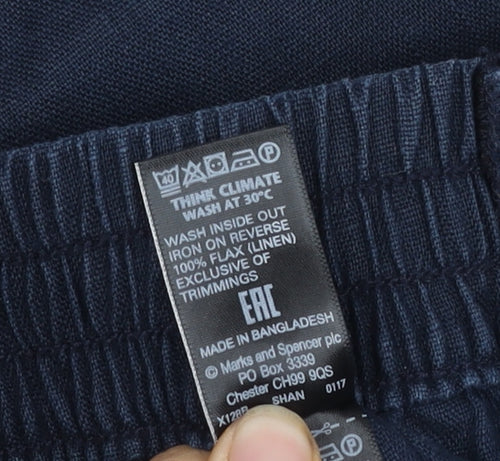 40 P
THINK CLIMATE
WASH AT 30°C
WASH INSIDE OUT
IRON ON REVERSE
100% FLAX (LINEN)
EXCLUSIVE OF
TRIMMINGS
EAC
MADE IN BANGLADESH
© Marks and Spencer plc
PO Box 3339
Chester CH99 9QS
SHAN 0117